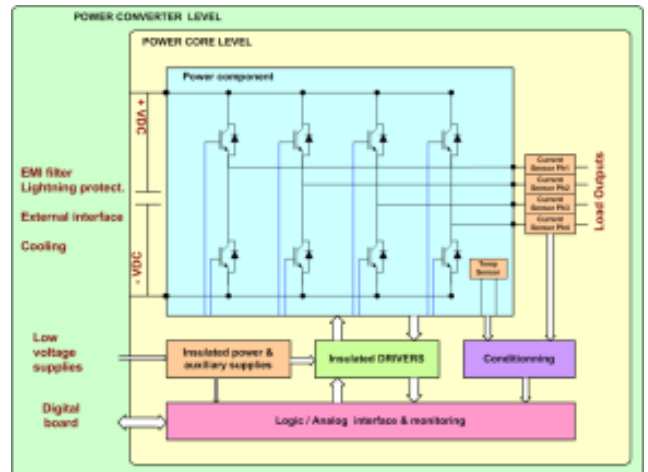 POWER CONVERTER LEVEL
POWER CORE LEVEL
Power component
+ VDC
- VDC
EMI filter
Lightning protect.
External interface
Cooling
Current
Sensor Ph1
Current
Sensor Ph2
Current
Sensor Ph3
Current
Sensor Ph4
Load Outputs
Temp
Sensor
Low
voltage
supplies
Insulated power &
auxiliary supplies
Insulated DRIVERS
Conditionning
Digital
board
Logic / Analog interface & monitoring